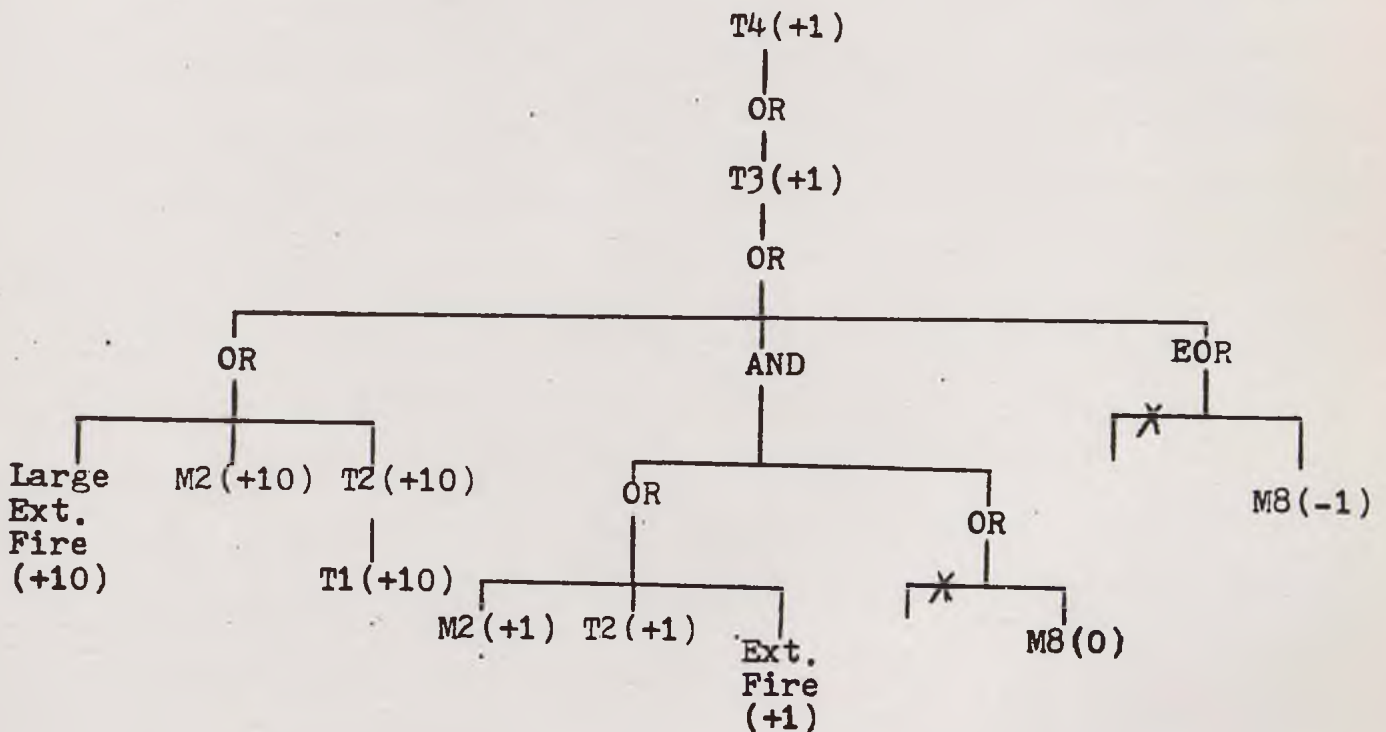 T4(+1)
OR
T3(+1)
OR
OR
AND
EOR
Large
Ext.
Fire
(+10)
M2(+10)
T2(+10)
T1(+10)
OR
OR
M8(-1)
M2(+1)
T2(+1)
Ext.
Fire
(+1)
M8(0)
X
X